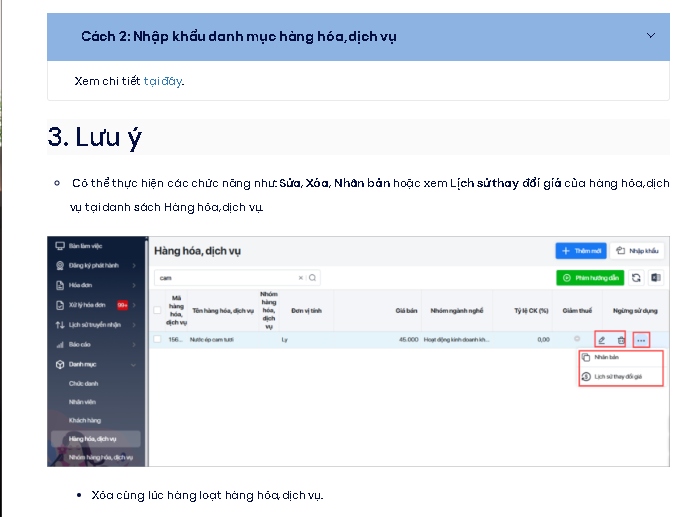 Cách 2: Nhập khẩu danh mục hàng hóa, dịch vụ
Xem chi tiết tại đây.
3. Lưu ý
Có thể thực hiện các chức năng như: Sửa, Xóa, Nhân bản hoặc xem Lịch sử thay đổi giá của hàng hóa, dịch
vụ tại danh sách Hàng hóa, dịch vụ.
Bàn làm việc
Đăng ký phát hành
Hóa đơn
Xử lý hóa đơn
99+
Lịch sử truyền nhận
Báo cáo
Danh mục
Chức danh
Nhân viên
Khách hàng
Hàng hóa, dịch vụ
Nhóm hàng hóa, dịch vụ
Hàng hóa, dịch vụ
Thêm mới
Nhập khẩu
cam
Phim hướng dẫn
Mã hàng hóa, dịch vụ
Tên hàng hóa, dịch vụ
Nhóm hàng hóa, dịch vụ
Đơn vị tính
Giá bán
Nhóm ngành nghề
Tỷ lệ CK (%)
Giảm thuế
Ngừng sử dụng
156...
Nước ép cam tươi
Ly
45.000
Hoạt động kinh doanh kh...
0,00
Nhân bản
Lịch sử thay đổi giá
Xóa cùng lúc hàng loạt hàng hóa, dịch vụ.